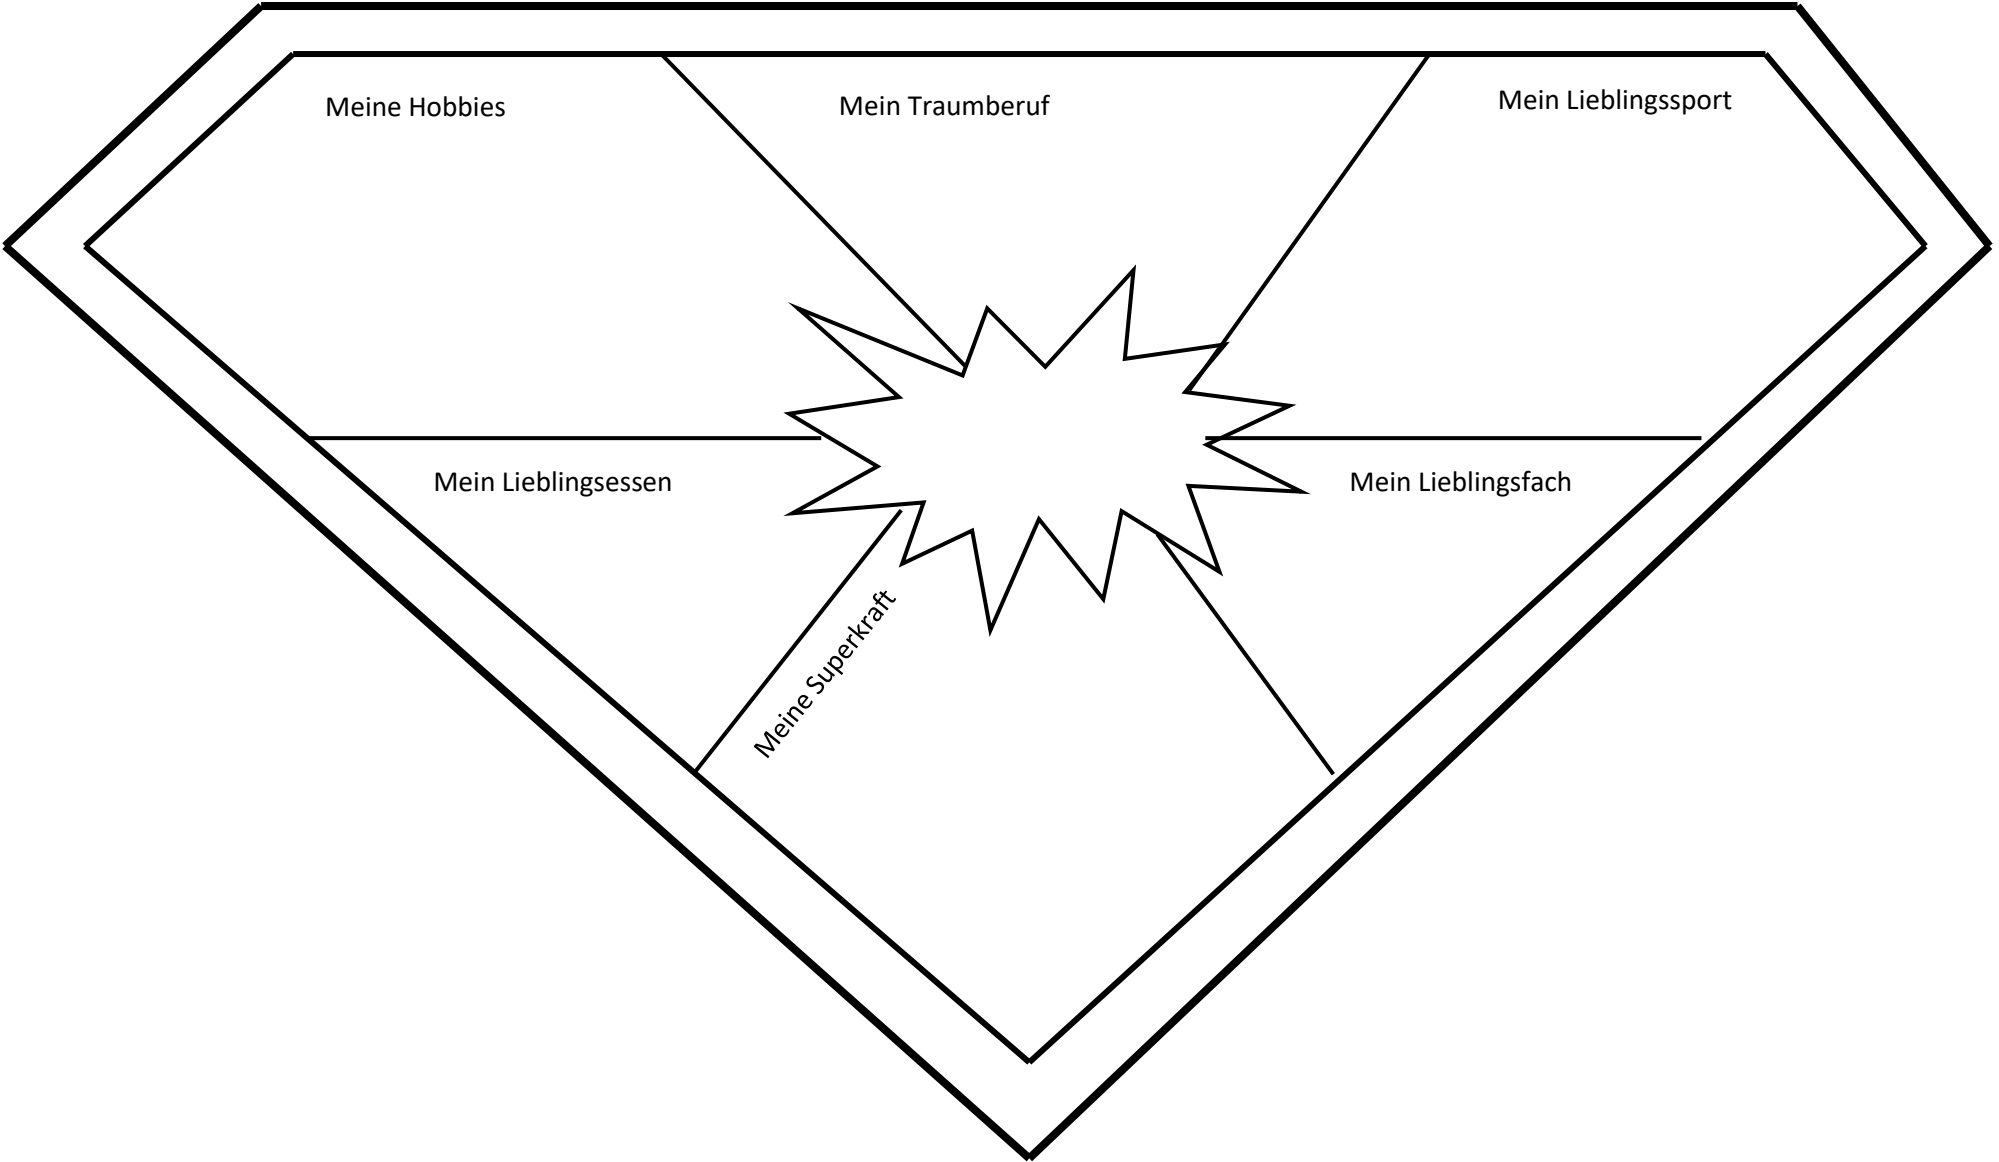 Meine Hobbies
Mein Traumberuf
Mein Lieblingssport
Mein Lieblingsessen
Mein Lieblingsfach
Meine Superkraft